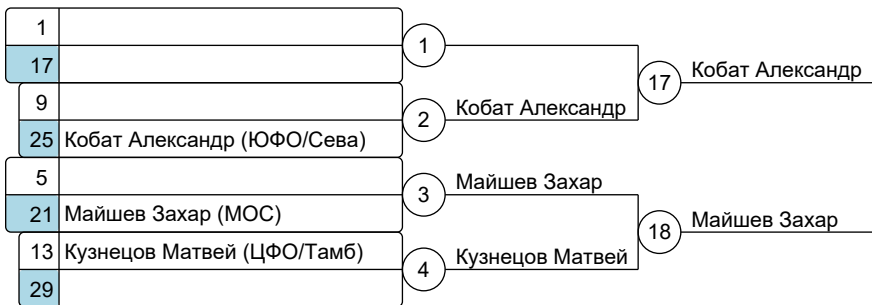 1
17
1
9
25 Кобат Александр (ЮФО/Сева)
2
Кобат Александр
17
Кобат Александр
5
21 Майшев Захар (МОС)
3
Майшев Захар
13 Кузнецов Матвей (ЦФО/Тамб)
29
4
Кузнецов Матвей
18
Майшев Захар